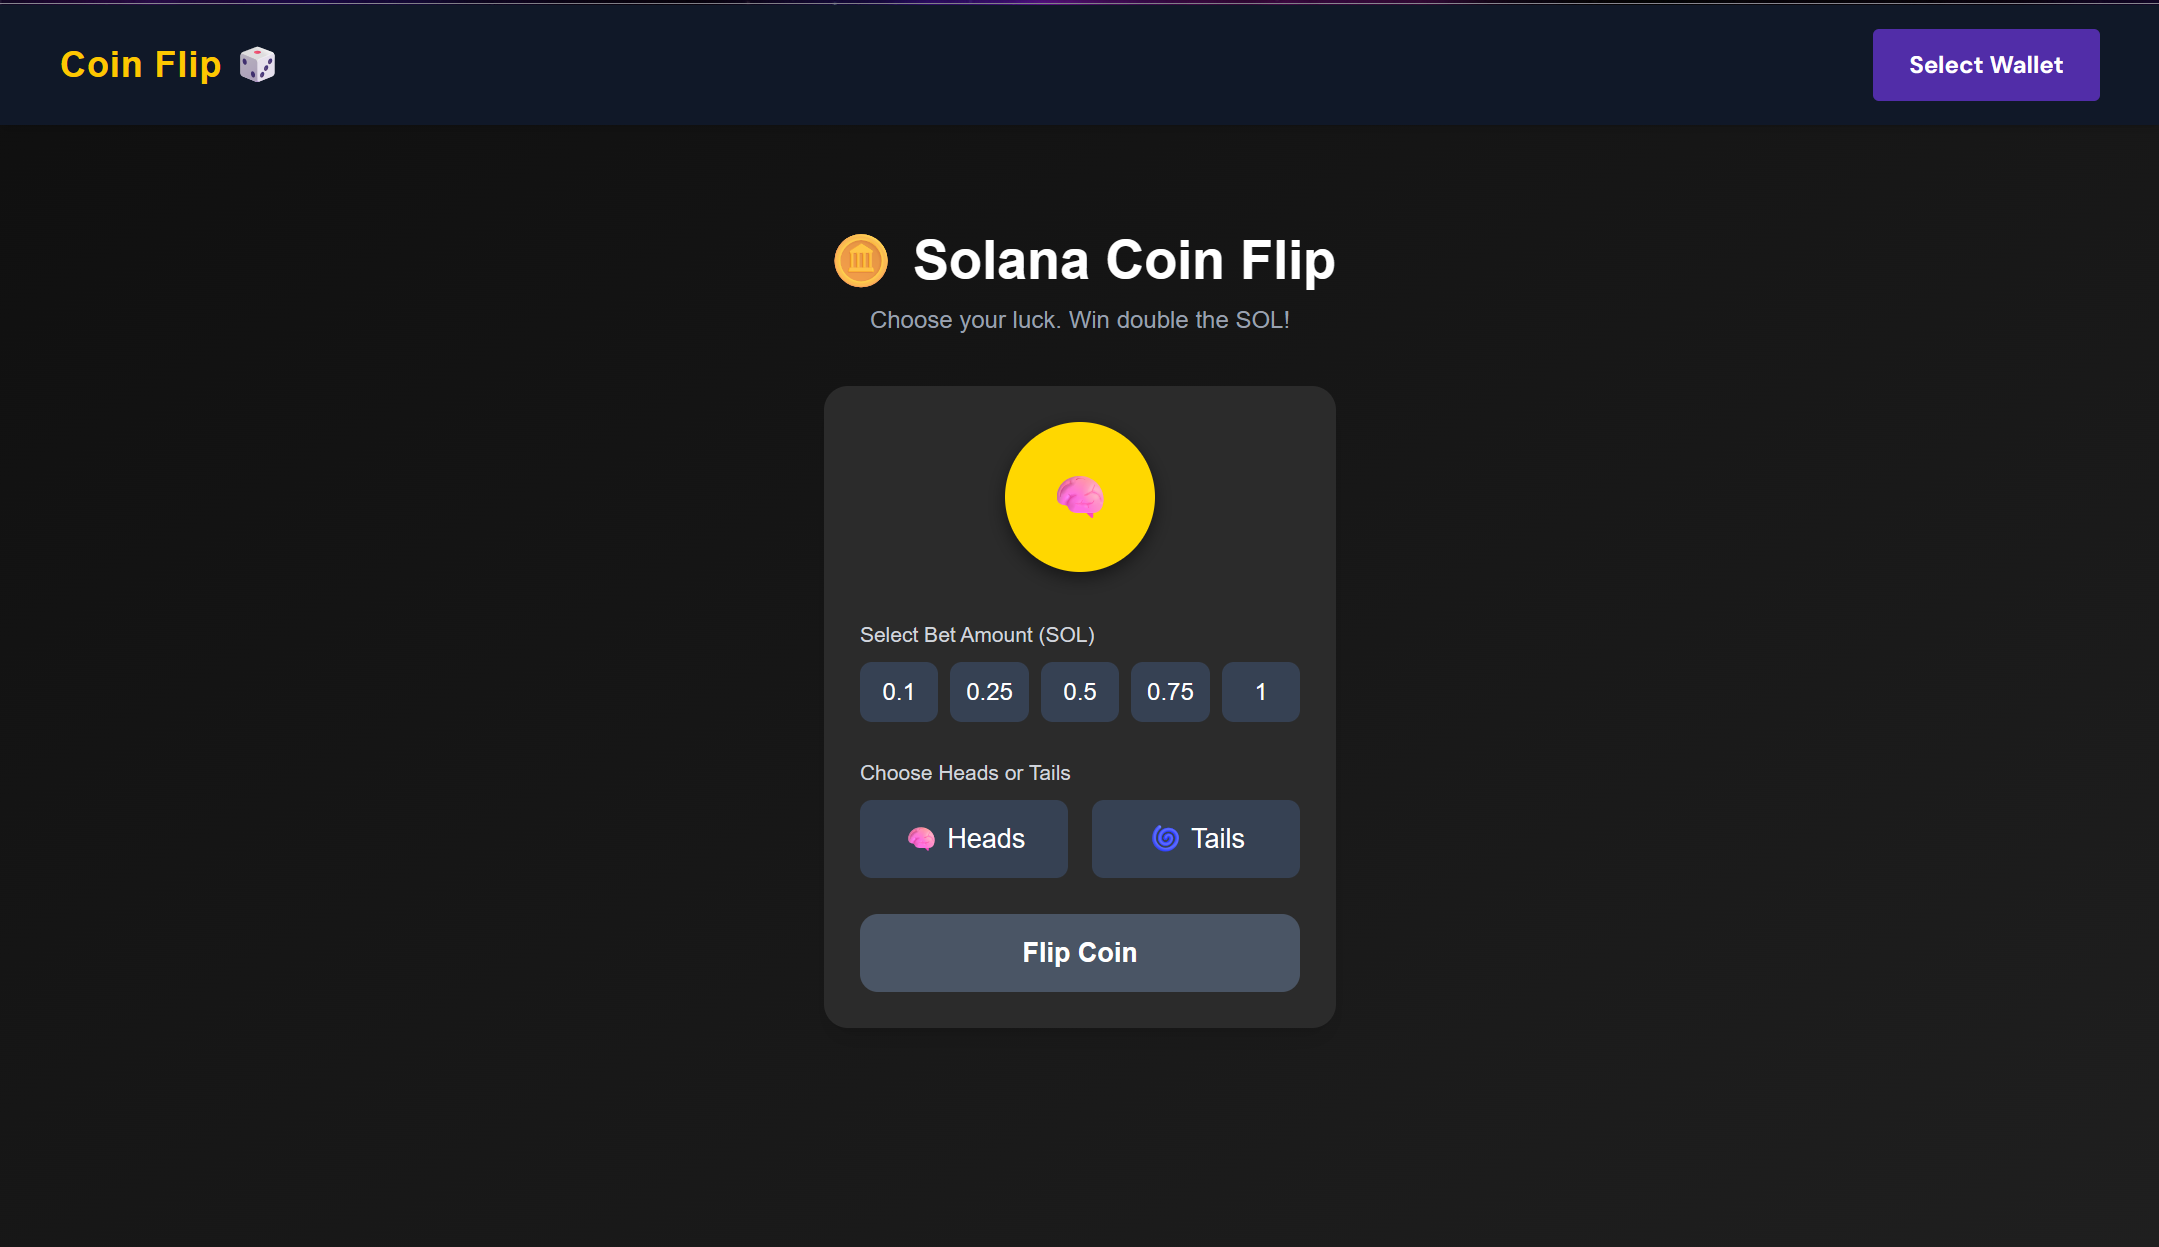 Coin Flip 🎲
Select Wallet
🪙 Solana Coin Flip
Choose your luck. Win double the SOL!
🧠
Select Bet Amount (SOL)
0.1 0.25 0.5 0.75 1
Choose Heads or Tails
🧠 Heads 🌀 Tails
Flip Coin